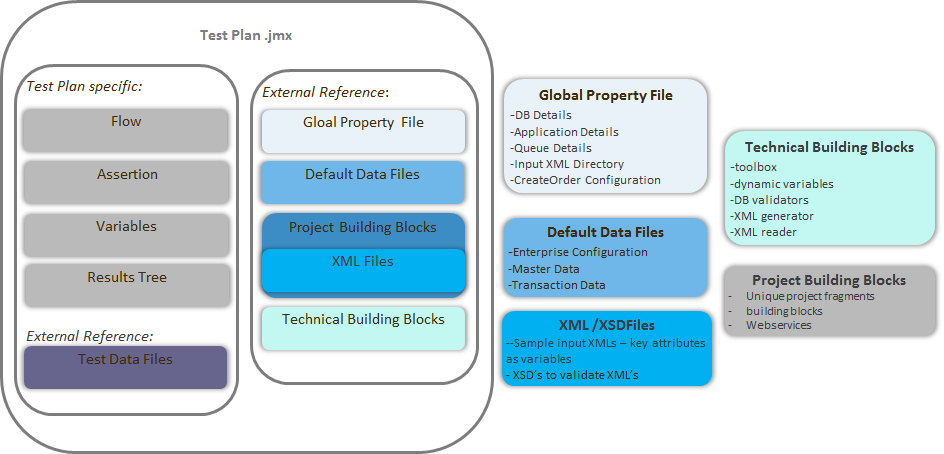 Test Plan .jmx
Test Plan specific:
Flow
Assertion
Variables
Results Tree
External Reference:
Test Data Files
External Reference:
Gloal Property File
Default Data Files
Project Building Blocks
XML Files
Technical Building Blocks
Global Property File
-DB Details
-Application Details
-Queue Details
-Input XML Directory
-CreateOrder Configuration
Default Data Files
-Enterprise Configuration
-Master Data
-Transaction Data
XML /XSDFiles
--Sample input XMLs – key attributes
as variables
- XSD's to validate XML's
Technical Building Blocks
-toolbox
-dynamic variables
-DB validators
-XML generator
-XML reader
Project Building Blocks
- Unique project fragments
- building blocks
- Webservices